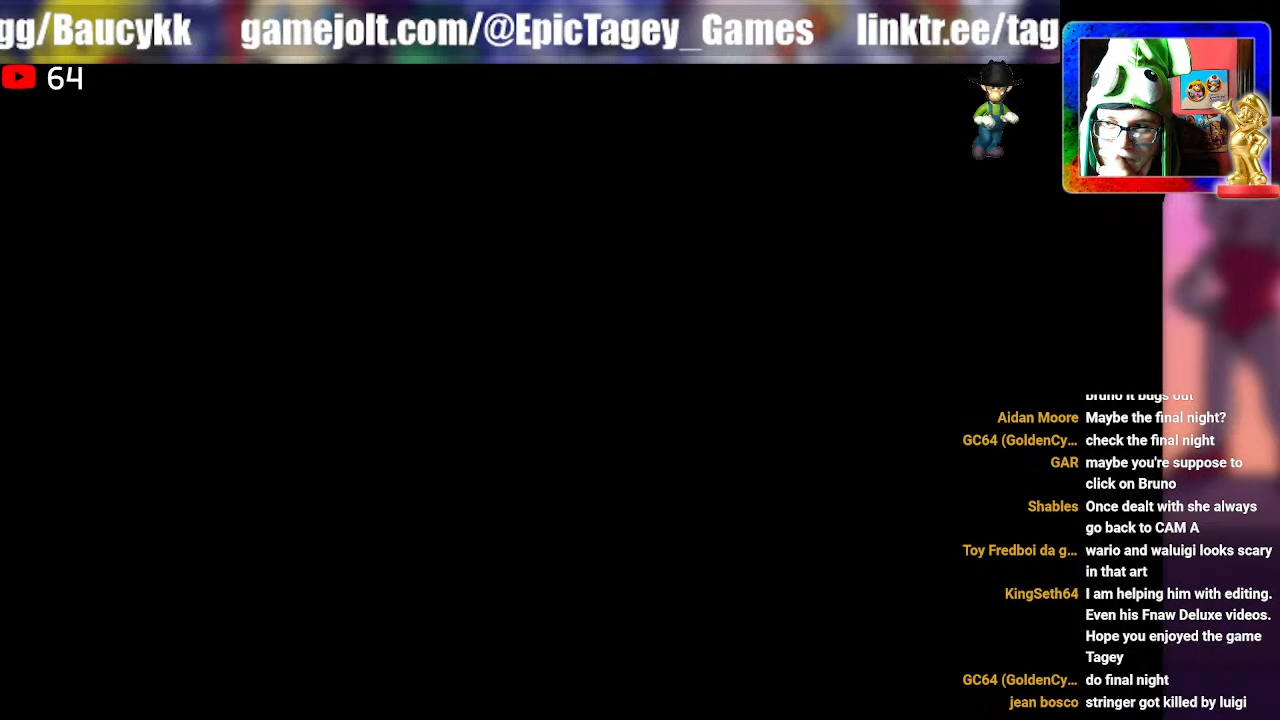 gg/Baucykk gamejolt.com/@EpicTagey_Games linktr.ee/tag
64
bruno it bugs out
Aidan Moore Maybe the final night?
GC64 (GoldenCy... check the final night
GAR maybe you're suppose to
click on Bruno
Shables Once dealt with she always
go back to CAM A
Toy Fredboi da g... wario and waluigi looks scary
in that art
KingSeth64 I am helping him with editing.
Even his Fnaw Deluxe videos.
Hope you enjoyed the game
Tagey
GC64 (GoldenCy... do final night
jean bosco stringer got killed by luigi